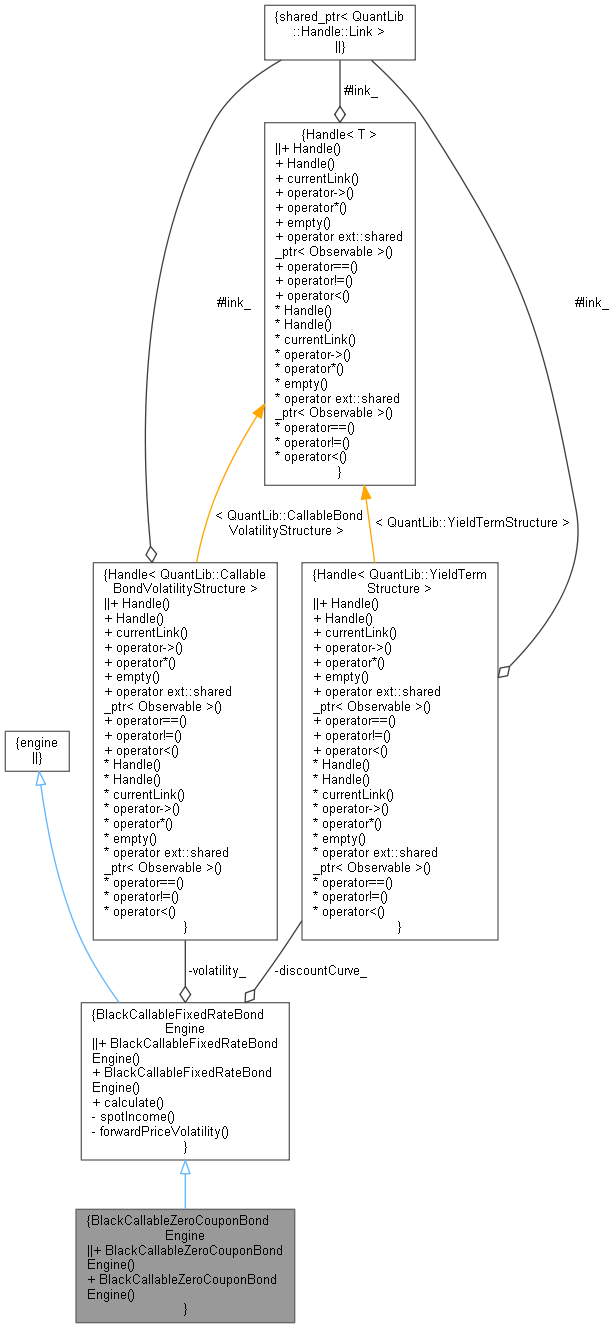 {shared_ptr< QuantLib
::Handle::Link >
||}
#link_
{Handle< T >
||+ Handle()
+ Handle()
+ currentLink()
+ operator->()
+ operator*()
+ empty()
+ operator ext::shared
_ptr< Observable >()
+ operator==()
+ operator!=()
+ operator<()
* Handle()
* Handle()
* currentLink()
* operator->()
* operator*()
* empty()
* operator ext::shared
_ptr< Observable >()
* operator==()
* operator!=()
* operator<()
}
#link_
#link_
< QuantLib::CallableBond
VolatilityStructure >
< QuantLib::YieldTermStructure >
{Handle< QuantLib::Callable
BondVolatilityStructure >
||+ Handle()
+ Handle()
+ currentLink()
+ operator->()
+ operator*()
+ empty()
+ operator ext::shared
_ptr< Observable >()
+ operator==()
+ operator!=()
+ operator<()
* Handle()
* Handle()
* currentLink()
* operator->()
* operator*()
* empty()
* operator ext::shared
_ptr< Observable >()
* operator==()
* operator!=()
* operator<()
}
{Handle< QuantLib::YieldTerm
Structure >
||+ Handle()
+ Handle()
+ currentLink()
+ operator->()
+ operator*()
+ empty()
+ operator ext::shared
_ptr< Observable >()
+ operator==()
+ operator!=()
+ operator<()
* Handle()
* Handle()
* currentLink()
* operator->()
* operator*()
* empty()
* operator ext::shared
_ptr< Observable >()
* operator==()
* operator!=()
* operator<()
}
{engine
||}
-volatility_
-discountCurve_
{BlackCallableFixedRateBond
Engine
||+ BlackCallableFixedRateBond
Engine()
+ BlackCallableFixedRateBond
Engine()
+ calculate()
- spotIncome()
- forwardPriceVolatility()
}
{BlackCallableZeroCouponBond
Engine
||+ BlackCallableZeroCouponBond
Engine()
+ BlackCallableZeroCouponBond
Engine()
}